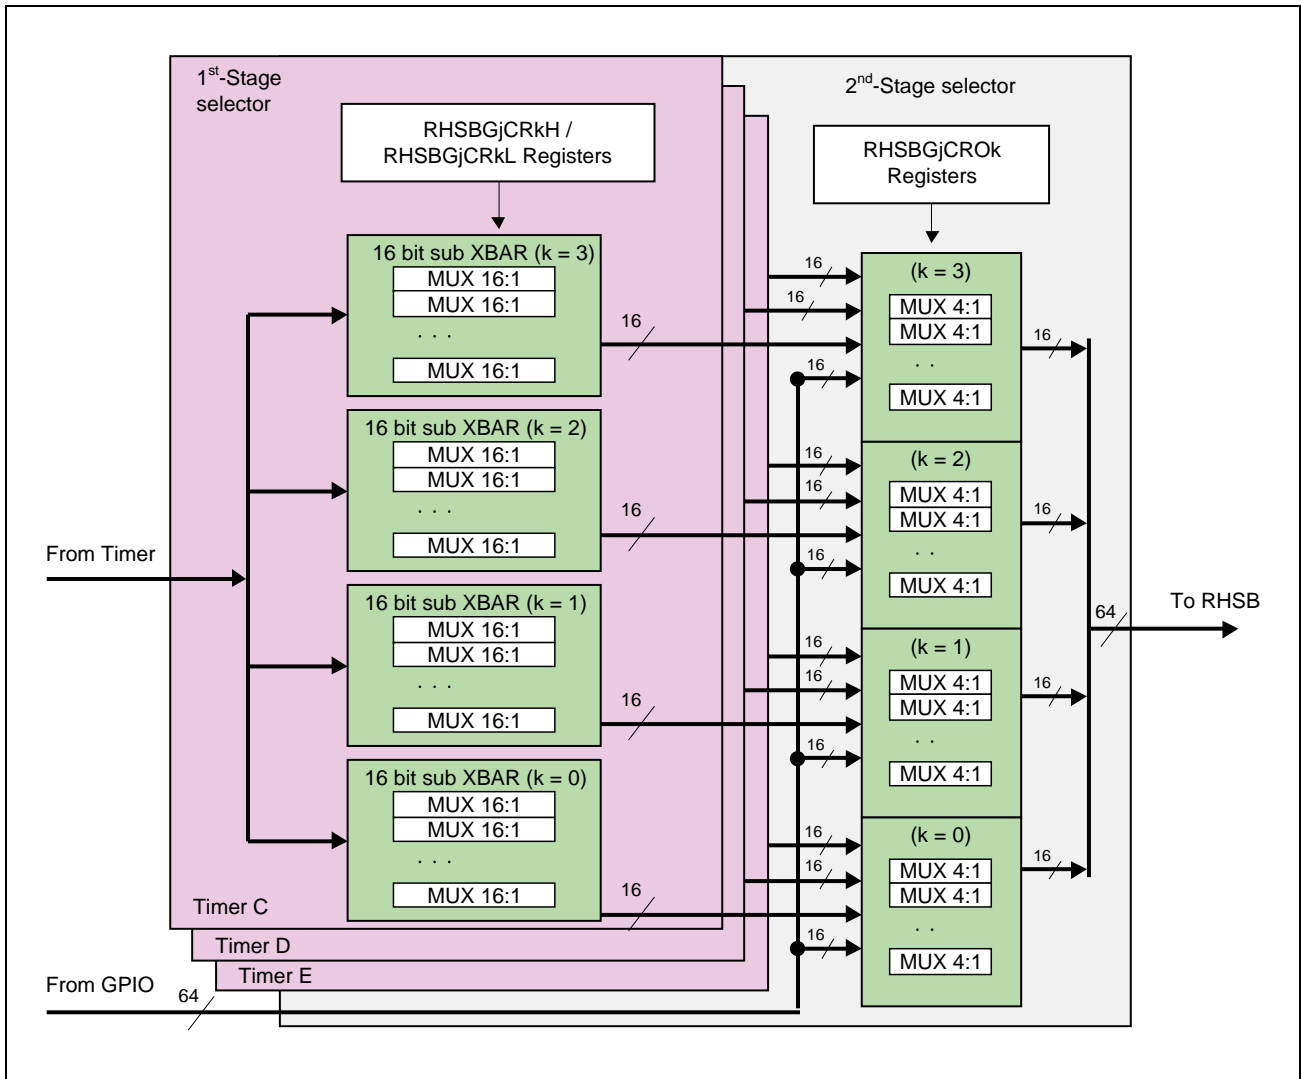 1st-Stage
selector
2nd-Stage selector
RHSBGjCRkH /
RHSBGjCRkL Registers
RHSBGjCROk
Registers
16 bit sub XBAR (k = 3)
MUX 16:1
MUX 16:1
. . .
MUX 16:1
16
16 bit sub XBAR (k = 2)
MUX 16:1
MUX 16:1
. . .
MUX 16:1
16
16 bit sub XBAR (k = 1)
MUX 16:1
MUX 16:1
. . .
MUX 16:1
16
16 bit sub XBAR (k = 0)
MUX 16:1
MUX 16:1
. . .
MUX 16:1
16
From Timer
Timer C
Timer D
Timer E
From GPIO
64
16
16
16
(k = 3)
MUX 4:1
MUX 4:1
. .
MUX 4:1
16
16
16
16
(k = 2)
MUX 4:1
MUX 4:1
. .
MUX 4:1
16
16
16
16
(k = 1)
MUX 4:1
MUX 4:1
. .
MUX 4:1
16
16
16
16
(k = 0)
MUX 4:1
MUX 4:1
. .
MUX 4:1
16
64
To RHSB